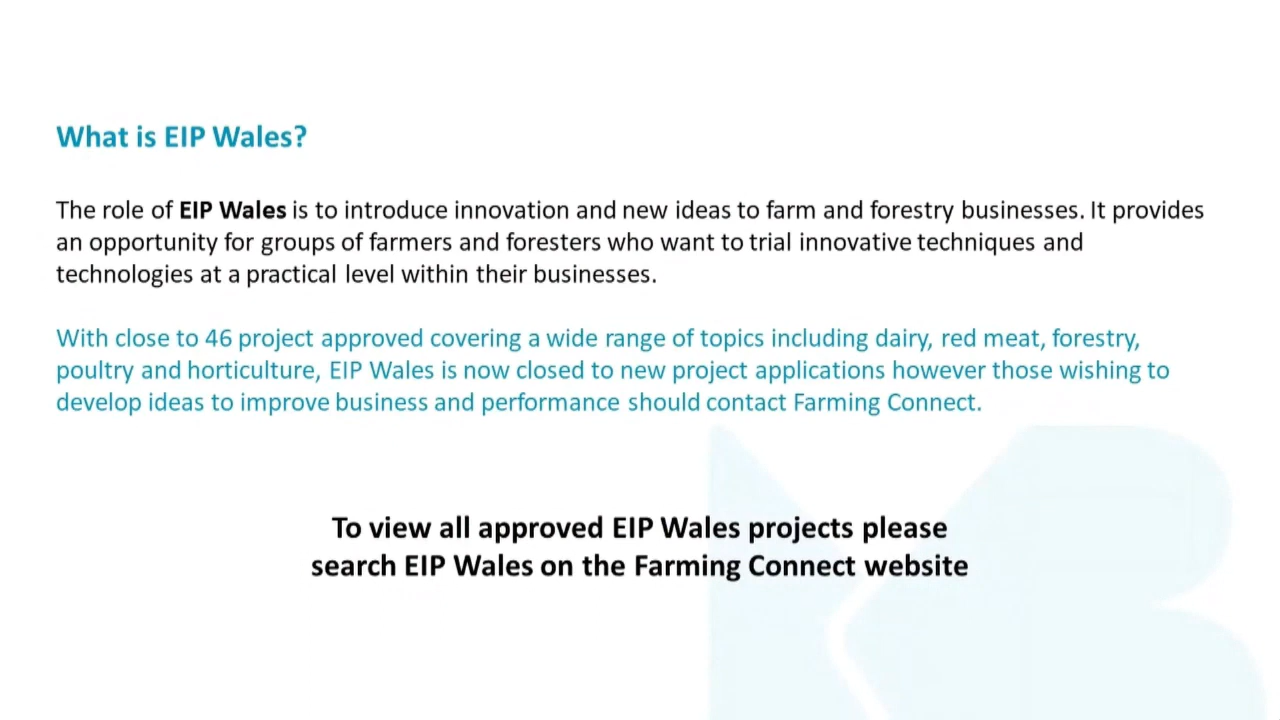 What is EIP Wales?
The role of EIP Wales is to introduce innovation and new ideas to farm and forestry businesses. It provides
an opportunity for groups of farmers and foresters who want to trial innovative techniques and
technologies at a practical level within their businesses.
With close to 46 project approved covering a wide range of topics including dairy, red meat, forestry,
poultry and horticulture, EIP Wales is now closed to new project applications however those wishing to
develop ideas to improve business and performance should contact Farming Connect.
To view all approved EIP Wales projects please
search EIP Wales on the Farming Connect website